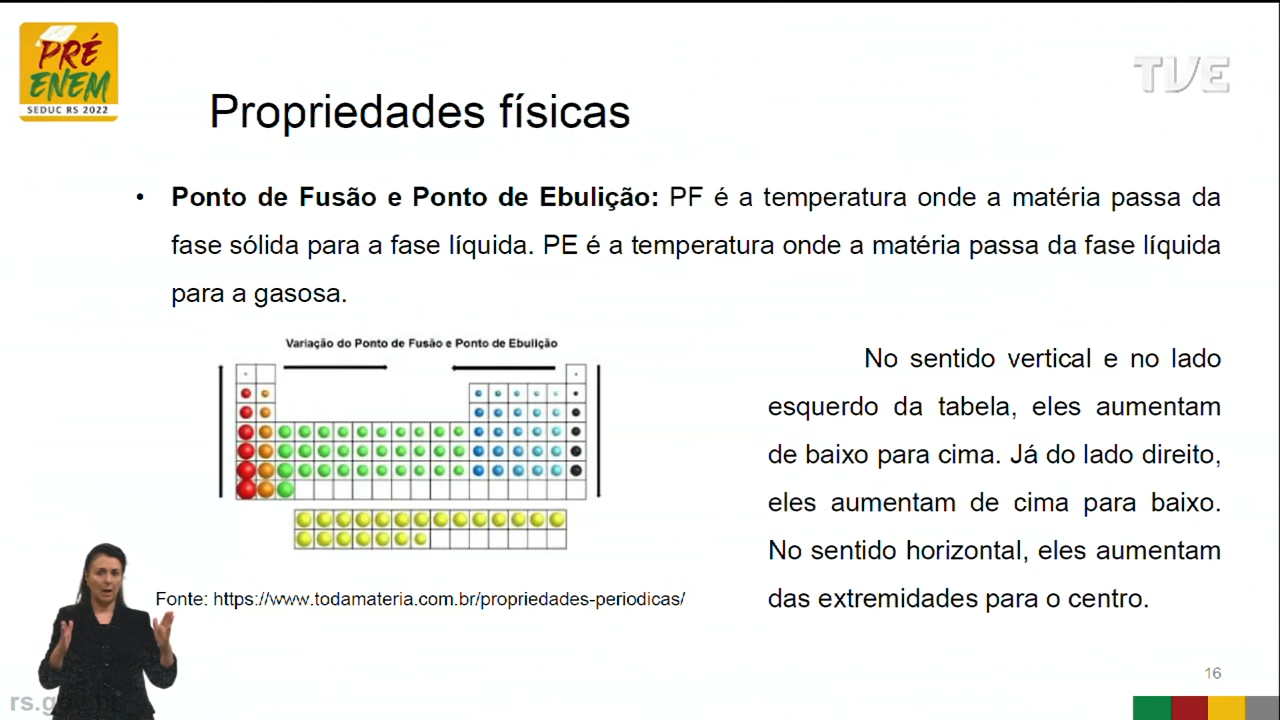 PRÉ
ENEM
SEDUC RS 2022
TVE
Propriedades físicas
• Ponto de Fusão e Ponto de Ebulição: PF é a temperatura onde a matéria passa da
fase sólida para a fase líquida. PE é a temperatura onde a matéria passa da fase líquida
para a gasosa.
Variação do Ponto de Fusão e Ponto de Ebulição
No sentido vertical e no lado
esquerdo da tabela, eles aumentam
de baixo para cima. Já do lado direito,
eles aumentam de cima para baixo.
No sentido horizontal, eles aumentam
das extremidades para o centro.
Fonte: https://www.todamateria.com.br/propriedades-periodicas/
16